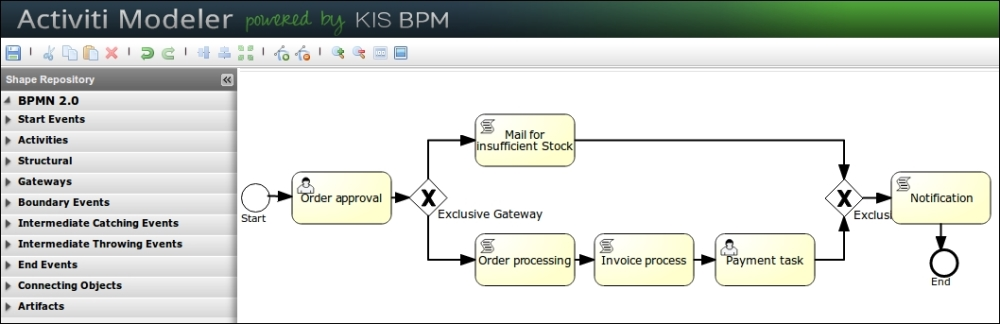 Activiti Modeler powered by KIS BPM
Shape Repository
BPMN 2.0
Start Events
Activities
Structural
Gateways
Boundary Events
Intermediate Catching Events
Intermediate Throwing Events
End Events
Connecting Objects
Artifacts
Mail for
insufficient Stock
Order approval
Start
Exclusive Gateway
Exclusi
Notification
Order processing
Invoice process
Payment task
End